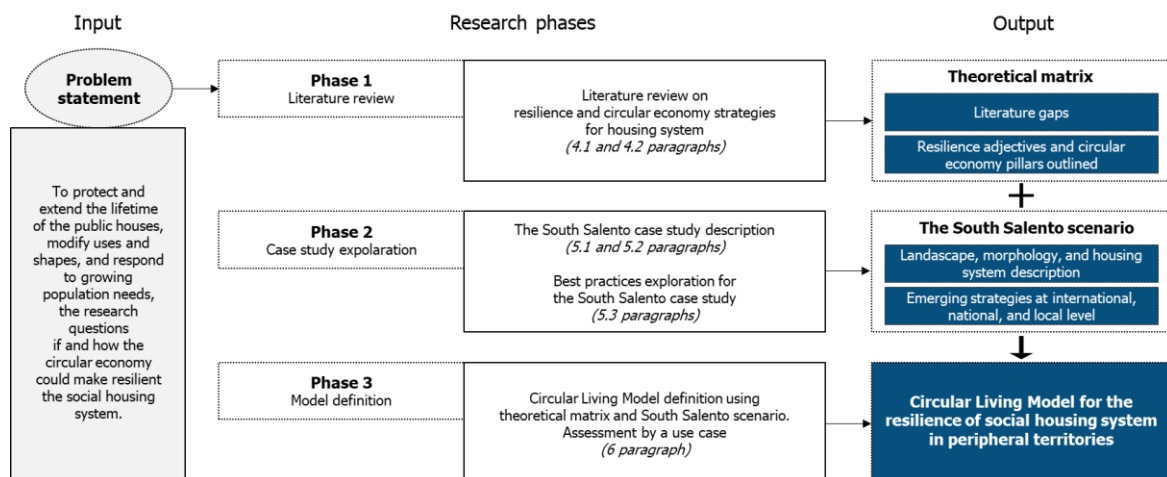 Input
Research phases
Output
Problem
statement
To protect and
extend the lifetime
of the public houses,
modify uses and
shapes, and respond
to growing
population needs,
the research
questions
if and how the
circular economy
could make resilient
the social housing
system.
Phase 1
Literature review
Literature review on
resilience and circular economy strategies
for housing system
(4.1 and 4.2 paragraphs)
Theoretical matrix
Literature gaps
Resilience adjectives and circular
economy pillars outlined
+
Phase 2
Case study expolaration
The South Salento case study description
(5.1 and 5.2 paragraphs)
Best practices exploration for
the South Salento case study
(5.3 paragraphs)
The South Salento scenario
Landascape, morphology, and housing
system description
Emerging strategies at international,
national, and local level
Phase 3
Model definition
Circular Living Model definition using
theoretical matrix and South Salento scenario.
Assessment by a use case
(6 paragraph)
Circular Living Model for the
resilience of social housing system
in peripheral territories